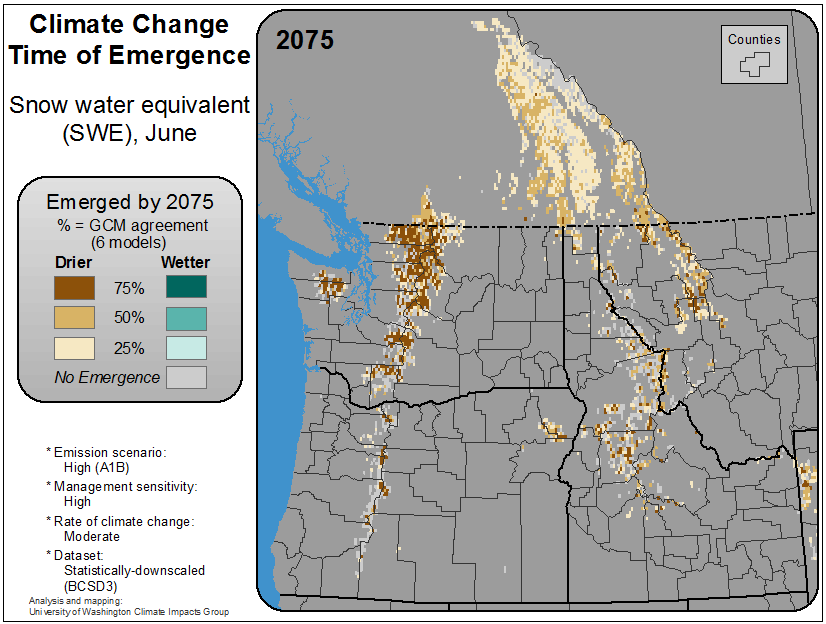 Climate Change
Time of Emergence
Snow water equivalent
(SWE), June
Emerged by 2075
% = GCM agreement
(6 models)
Drier Wetter
75%
50%
25%
No Emergence
* Emission scenario:
High (A1B)
* Management sensitivity:
High
* Rate of climate change:
Moderate
* Dataset:
Statistically-downscaled
(BCSD3)
Analysis and mapping:
University of Washington Climate Impacts Group
2075
Counties